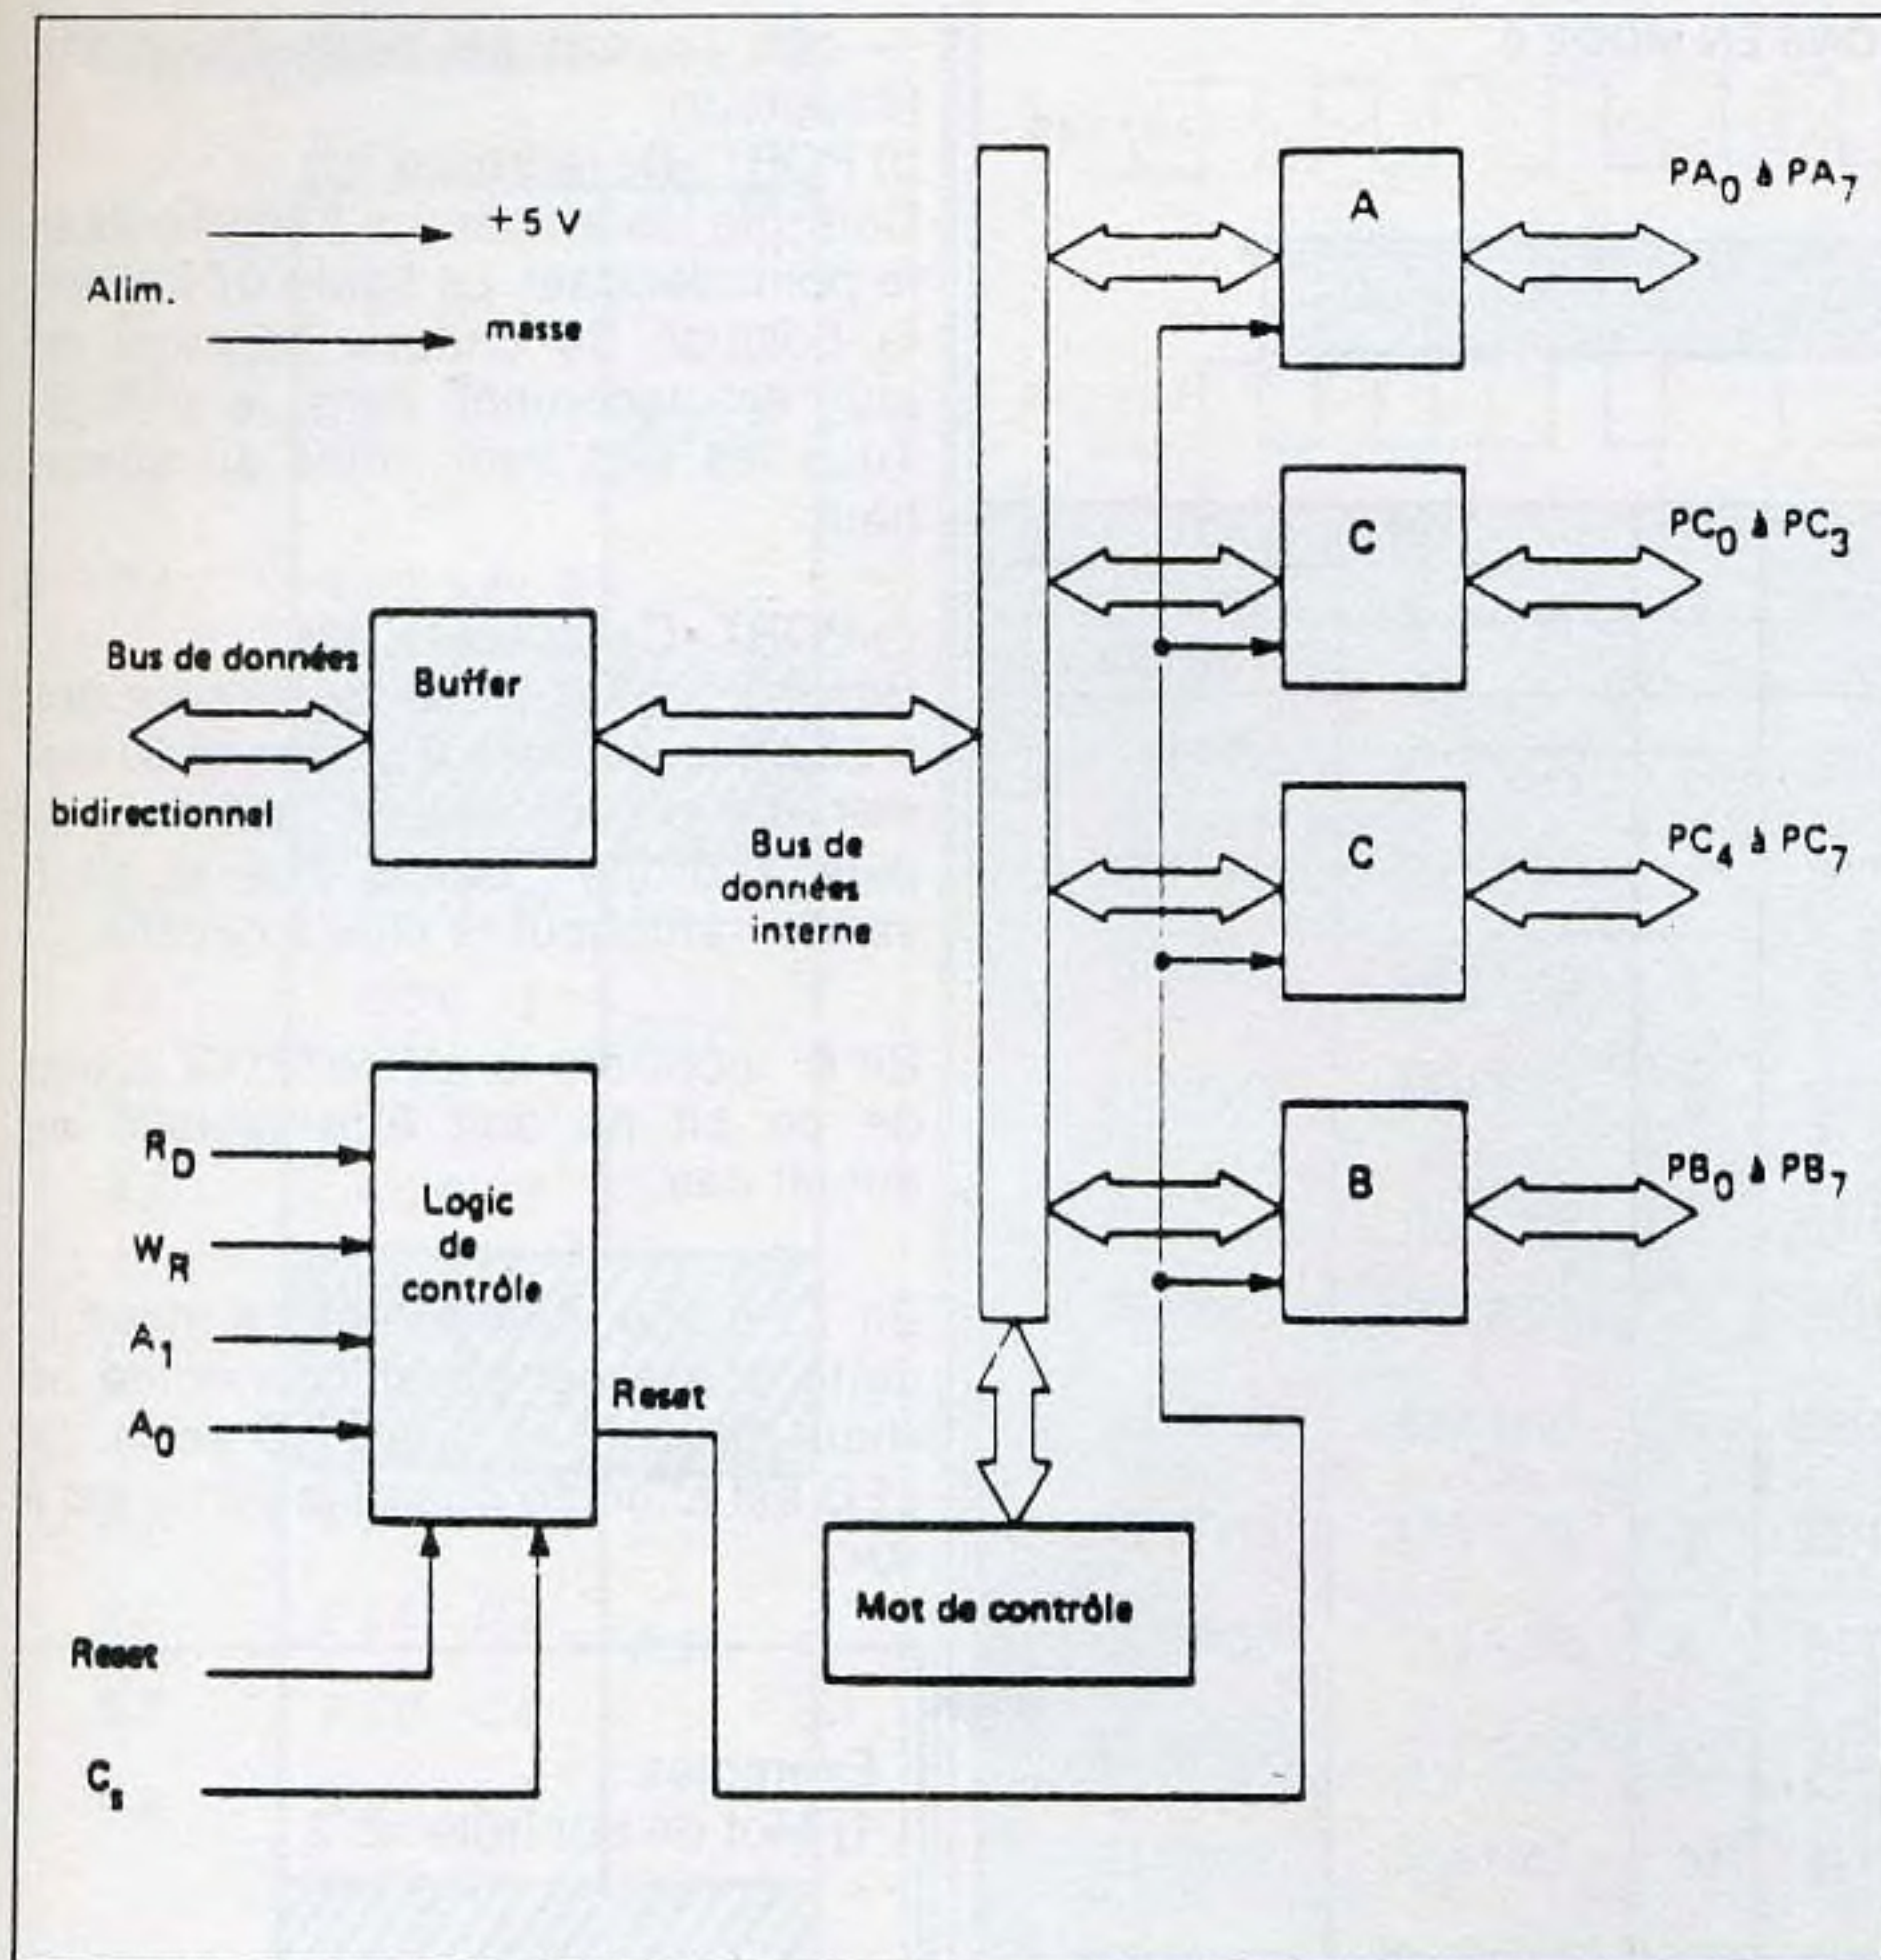 +5 V
Alim.
masse
A
PA0 à PA7
C
PC0 à PC3
Bus de données
bidirectionnel
Buffer
Bus de
données
interne
C
PC4 à PC7
B
PB0 à PB7
RD
WR
A1
A0
Logic
de
contrôle
Reset
Mot de contrôle
Reset
Cs